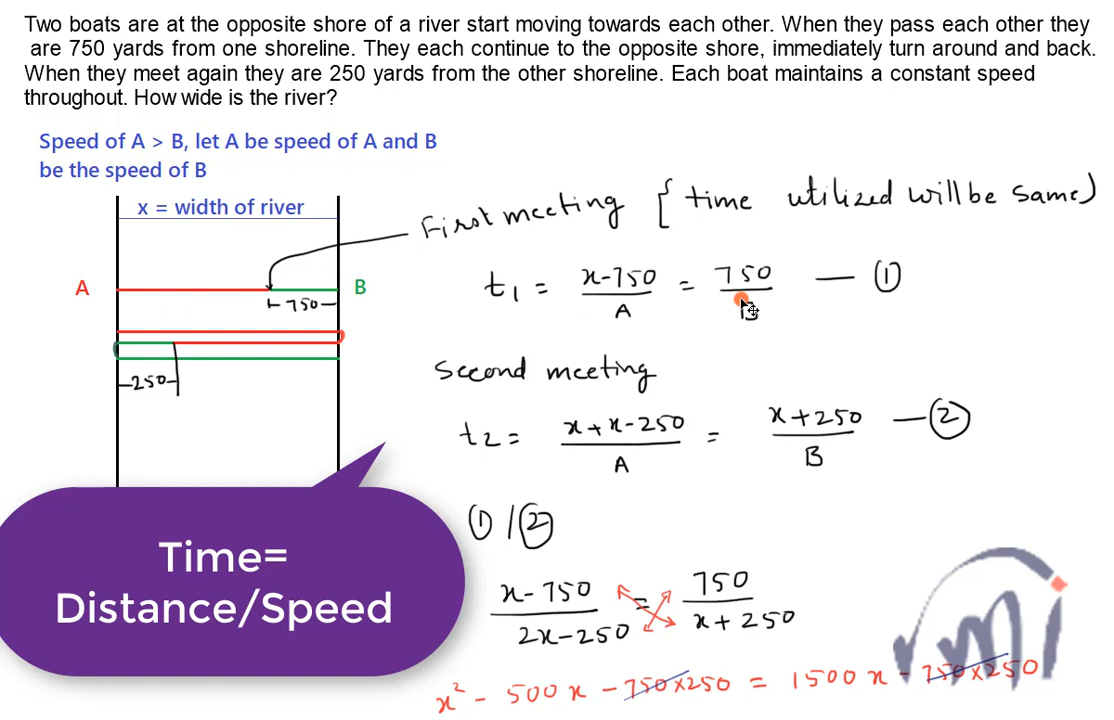 Two boats are at the opposite shore of a river start moving towards each other. When they pass each other they
are 750 yards from one shoreline. They each continue to the opposite shore, immediately turn around and back.
When they meet again they are 250 yards from the other shoreline. Each boat maintains a constant speed
throughout. How wide is the river?
Speed of A > B, let A be speed of A and B
be the speed of B
x = width of river
First meeting { time utilized will be same)
A
B
750
t₁ = x-750/A = 750/B — ①
250
Second meeting
t₂ = x+x-250/A = x+250/B — ②
① / ②
x-750/2x-250 = 750/x+250
x² - 500x - 750x250 = 1500x - 750x250
Time=
Distance/Speed
rmi